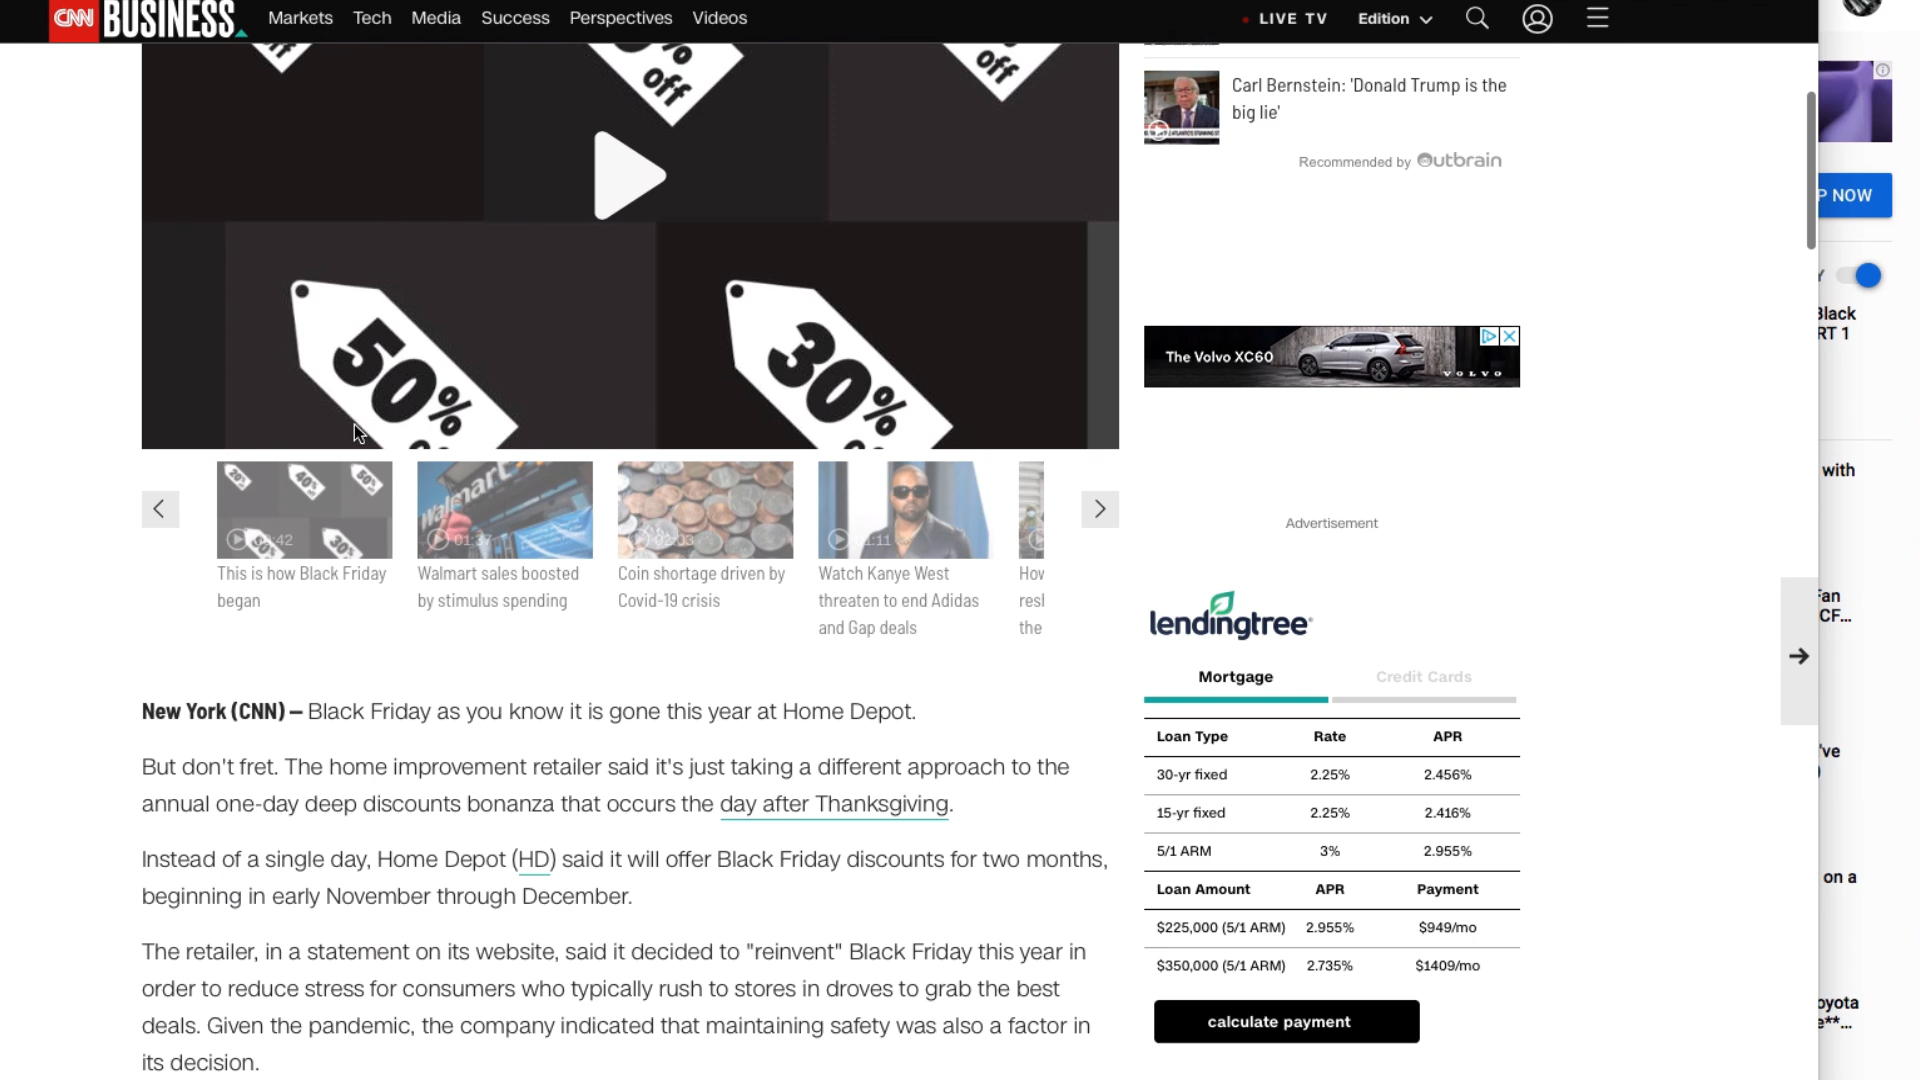 CNN BUSINESS Markets Tech Media Success Perspectives Videos LIVE TV Edition
off
% off
off
50%
30%
Carl Bernstein: 'Donald Trump is the
big lie'
Recommended by Outbrain
The Volvo XC60
VOLVO
Advertisement
This is how Black Friday
began
Walmart
01:37
Walmart sales boosted
by stimulus spending
02:03
Coin shortage driven by
Covid-19 crisis
Watch Kanye West
threaten to end Adidas
and Gap deals
New York (CNN) — Black Friday as you know it is gone this year at Home Depot.
But don't fret. The home improvement retailer said it's just taking a different approach to the
annual one-day deep discounts bonanza that occurs the day after Thanksgiving.
Instead of a single day, Home Depot (HD) said it will offer Black Friday discounts for two months,
beginning in early November through December.
The retailer, in a statement on its website, said it decided to "reinvent" Black Friday this year in
order to reduce stress for consumers who typically rush to stores in droves to grab the best
deals. Given the pandemic, the company indicated that maintaining safety was also a factor in
its decision.
lendingtree
Mortgage Credit Cards
Loan Type Rate APR
30-yr fixed 2.25% 2.456%
15-yr fixed 2.25% 2.416%
5/1 ARM 3% 2.955%
Loan Amount APR Payment
$225,000 (5/1 ARM) 2.955% $949/mo
$350,000 (5/1 ARM) 2.735% $1409/mo
calculate payment
P NOW
Black
RT 1
with
Fan
CF...
've
on a
oyota
e**...